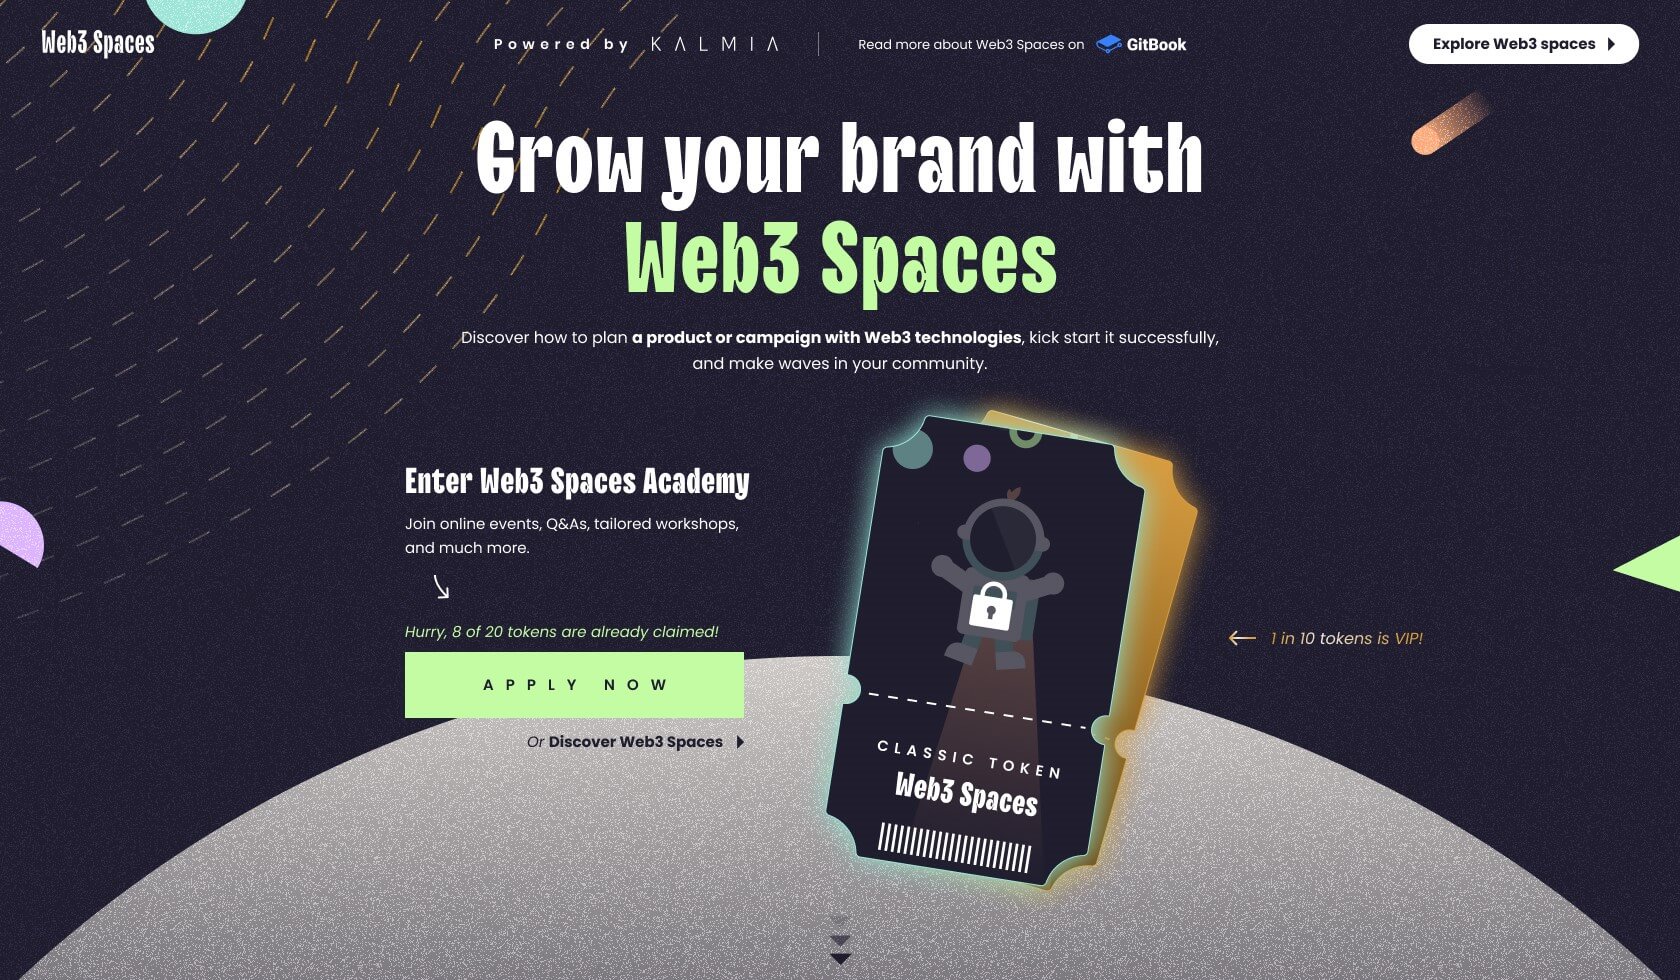 Web3 Spaces
Powered by KALMIA
Read more about Web3 Spaces on GitBook
Explore Web3 spaces
Grow your brand with
Web3 Spaces
Discover how to plan a product or campaign with Web3 technologies, kick start it successfully,
and make waves in your community.
Enter Web3 Spaces Academy
Join online events, Q&As, tailored workshops,
and much more.
Hurry, 8 of 20 tokens are already claimed!
APPLY NOW
Or Discover Web3 Spaces
1 in 10 tokens is VIP!
CLASSIC TOKEN
Web3 Spaces